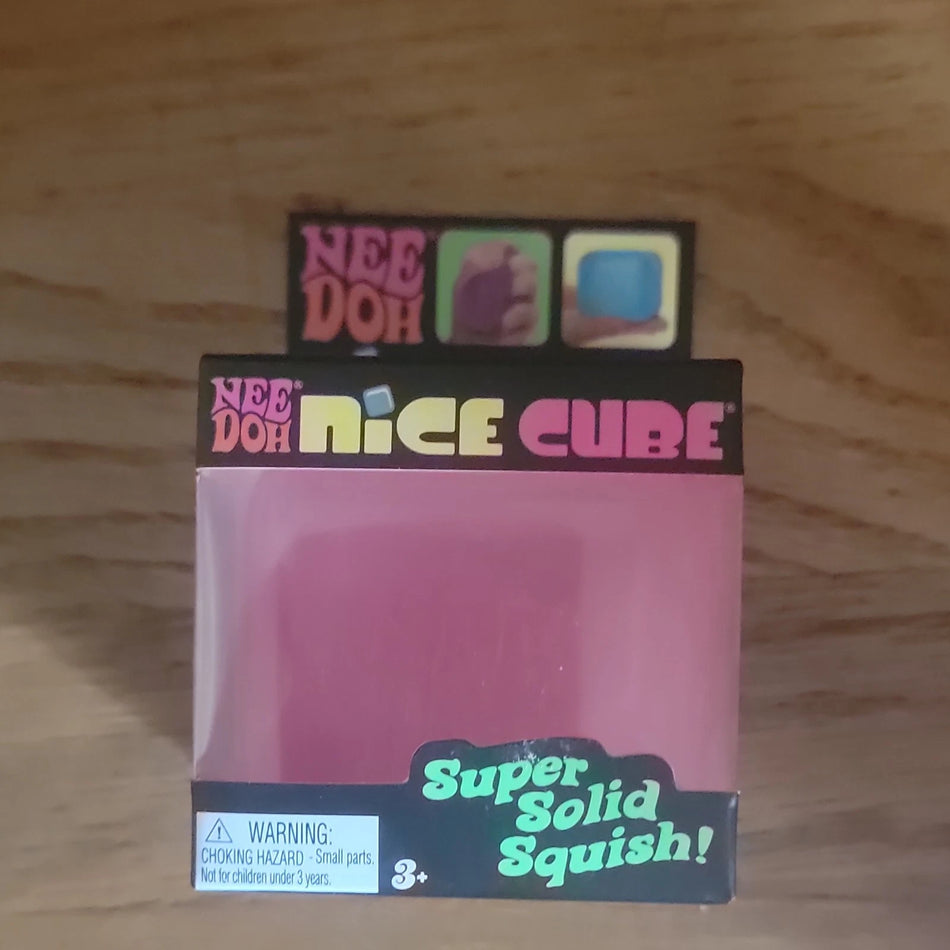 NEE
DOH
NEE® DOH NiCE CUBE®
Super
Solid
Squish!
WARNING:
CHOKING HAZARD - Small parts.
Not for children under 3 years.
3+